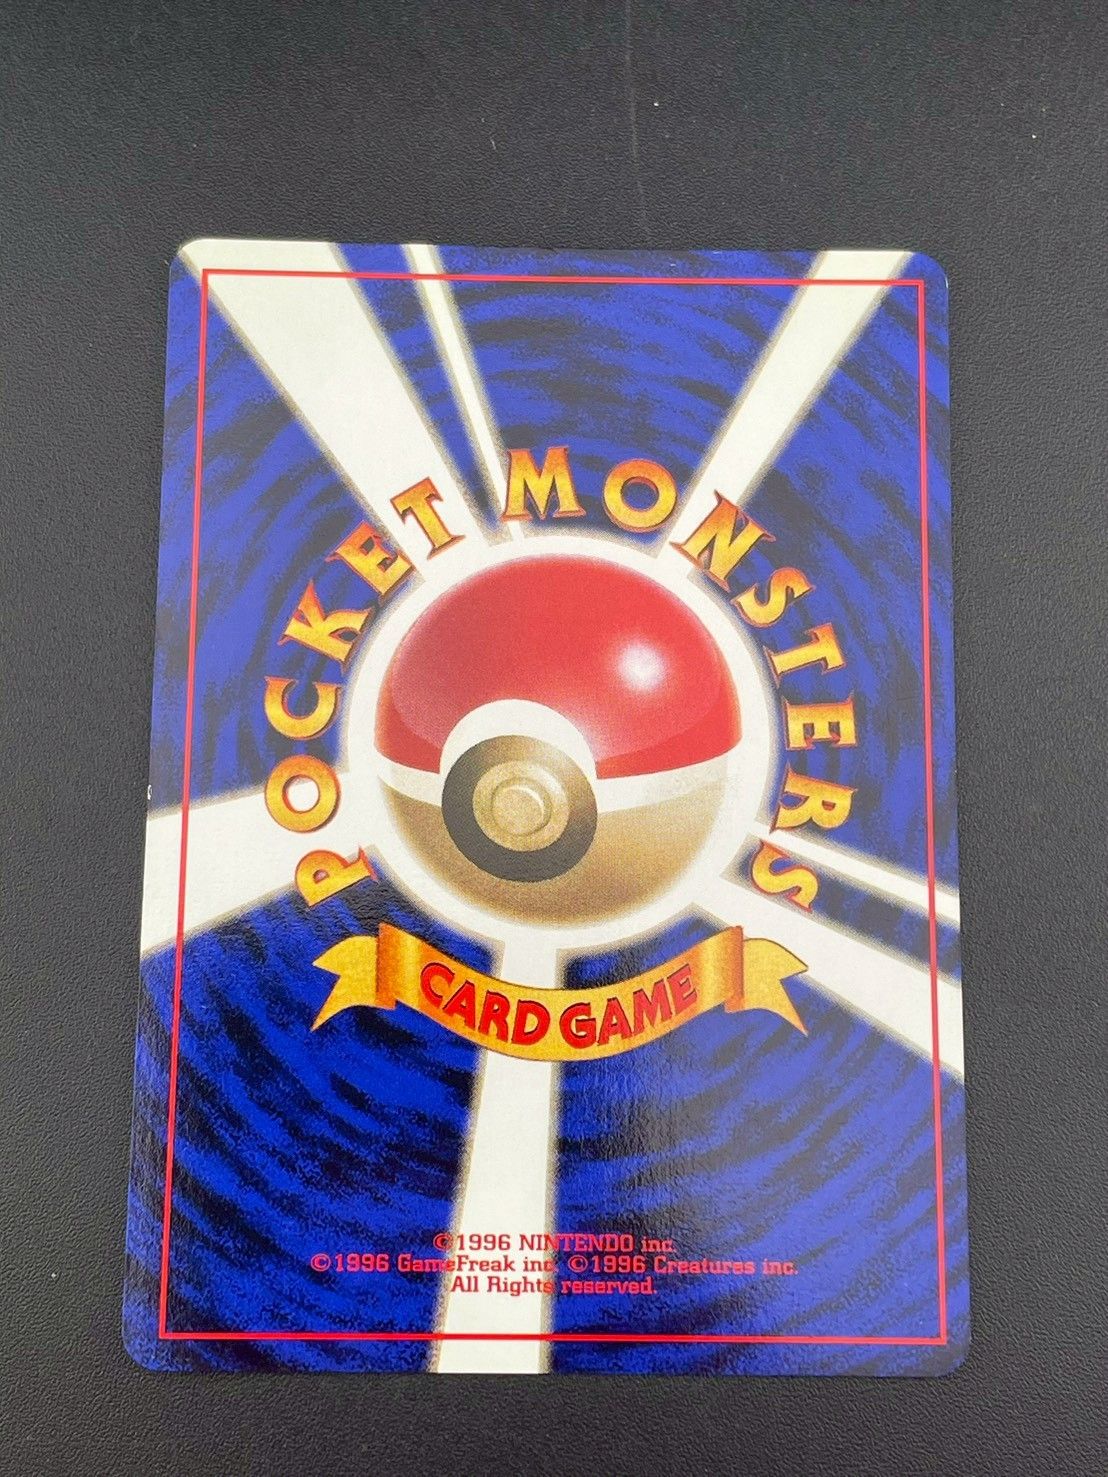 POCKET MONSTERS
CARD GAME
©1996 NINTENDO inc.
©1996 GameFreak inc. ©1996 Creatures inc.
All Rights reserved.